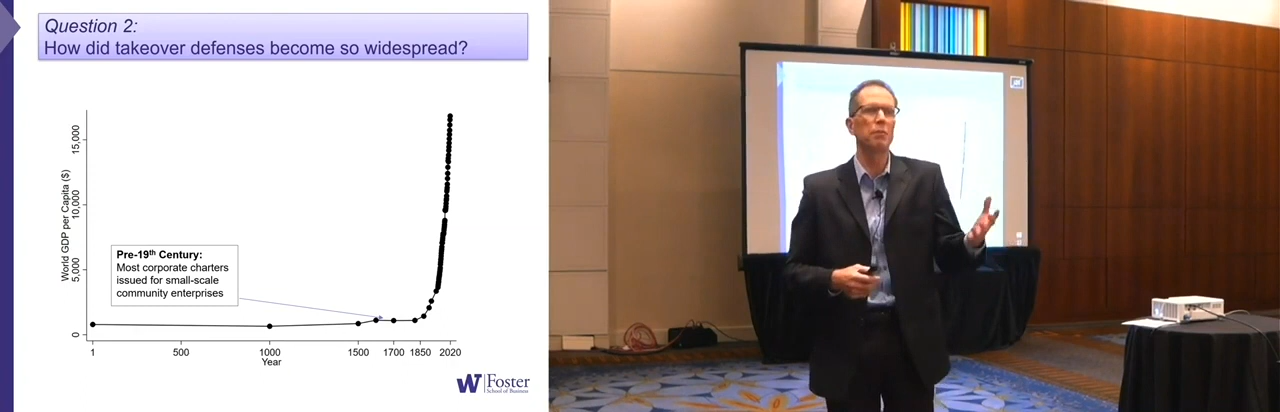 Question 2:
How did takeover defenses become so widespread?
World GDP per Capita ($)
15,000
10,000
5,000
0
Pre-19th Century:
Most corporate charters
issued for small-scale
community enterprises
1 500 1000 1500 1700 1850 2020
Year
W Foster
School of Business